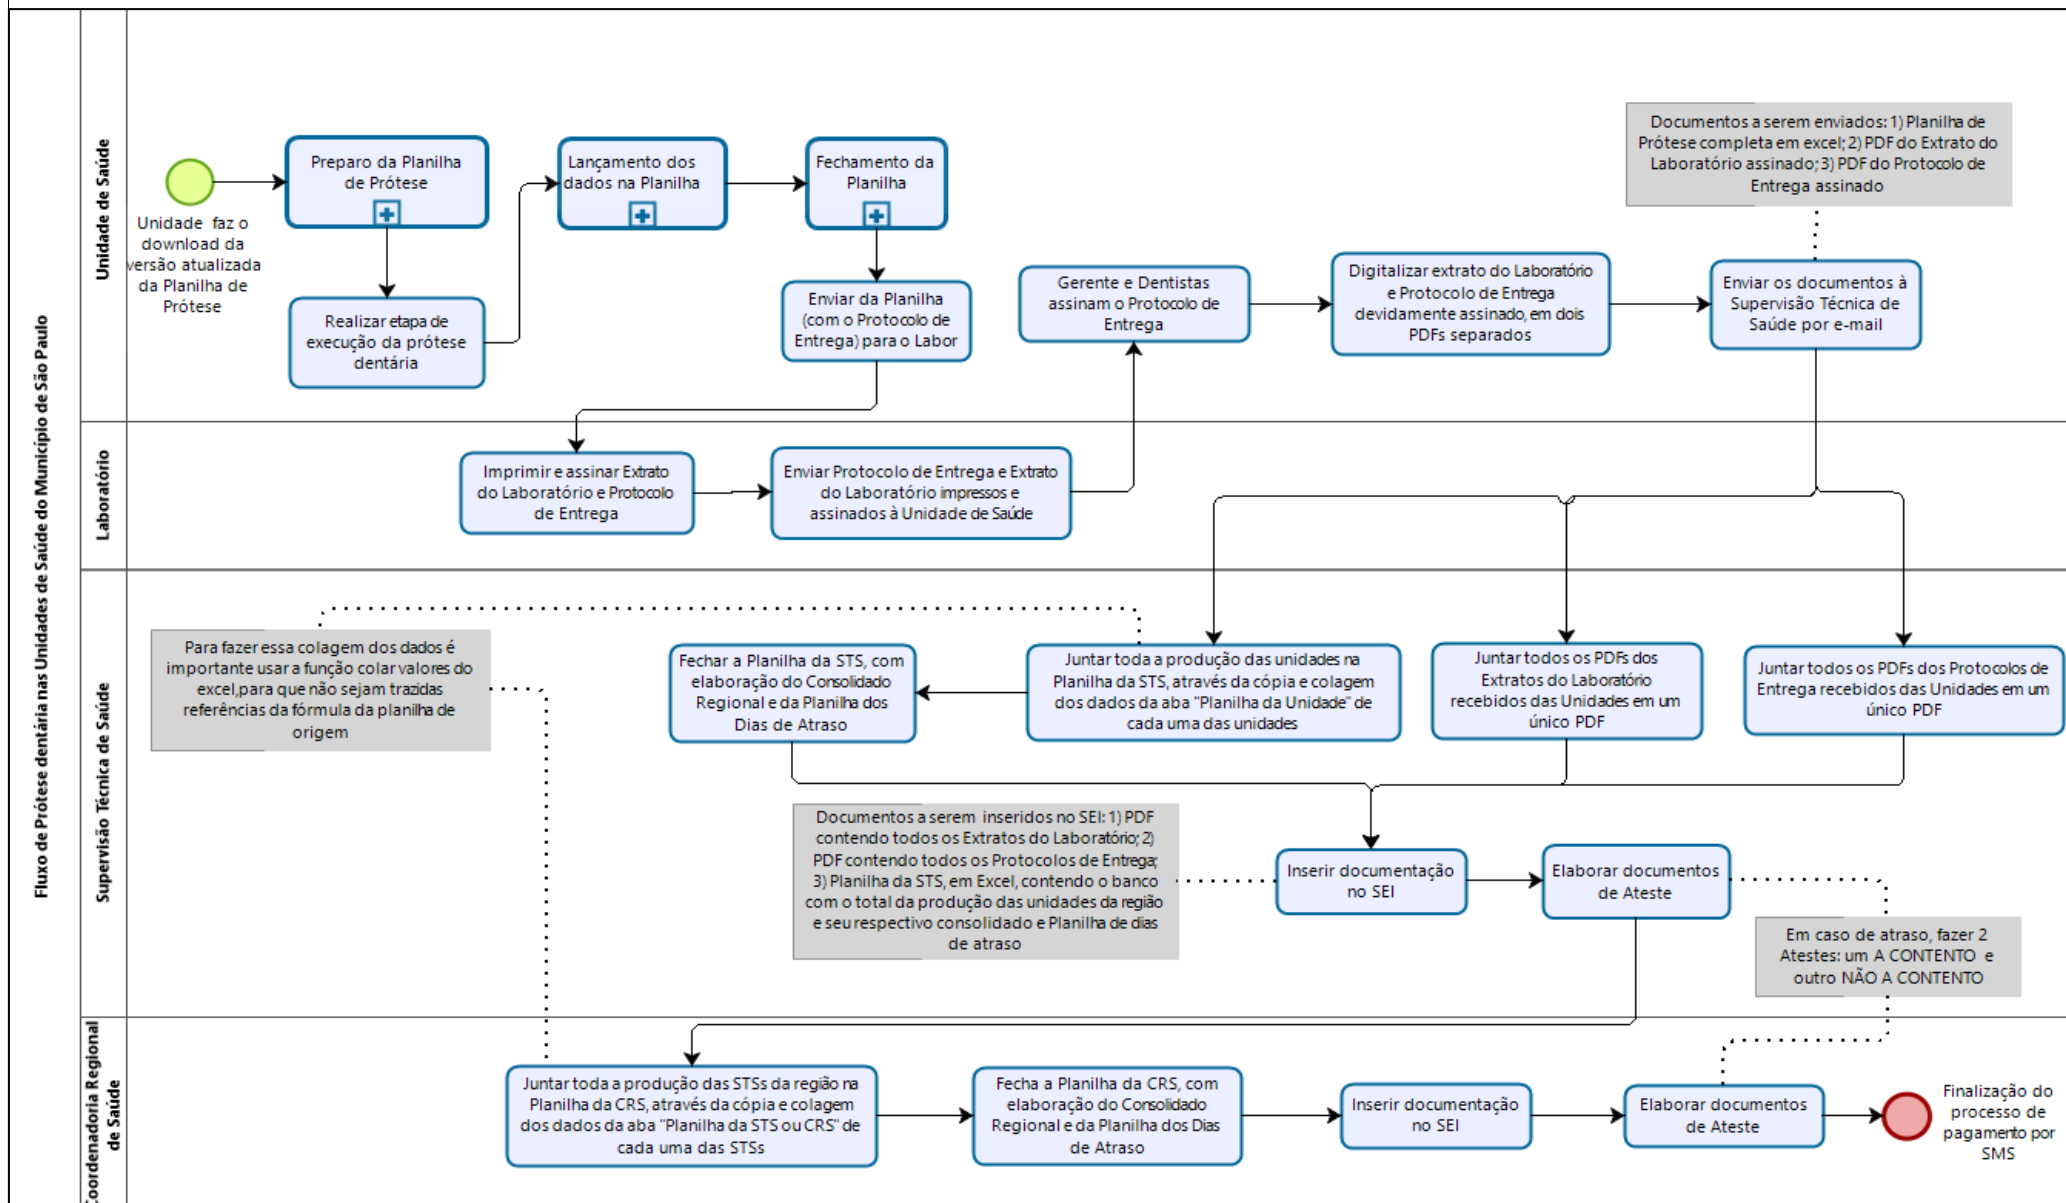 Fluxo de Prótese dentária nas Unidades de Saúde do Município de São Paulo
Unidade de Saúde
Unidade faz o
download da
versão atualizada
da Planilha de
Prótese
Preparo da Planilha
de Prótese
Realizar etapa de
execução da prótese
dentária
Lançamento dos
dados na Planilha
Fechamento da
Planilha
Enviar da Planilha
(com o Protocolo de
Entrega) para o Labor
Gerente e Dentistas
assinam o Protocolo de
Entrega
Digitalizar extrato do Laboratório
e Protocolo de Entrega
devidamente assinado, em dois
PDFs separados
Enviar os documentos à
Supervisão Técnica de
Saúde por e-mail
Documentos a serem enviados: 1) Planilha de
Prótese completa em excel; 2) PDF do Extrato do
Laboratório assinado; 3) PDF do Protocolo de
Entrega assinado
Laboratório
Imprimir e assinar Extrato
do Laboratório e Protocolo
de Entrega
Enviar Protocolo de Entrega e Extrato
do Laboratório impressos e
assinados à Unidade de Saúde
Supervisão Técnica de Saúde
Para fazer essa colagem dos dados é
importante usar a função colar valores do
excel,para que não sejam trazidas
referências da fórmula da planilha de
origem
Fechar a Planilha da STS, com
elaboração do Consolidado
Regional e da Planilha dos
Dias de Atraso
Juntar toda a produção das unidades na
Planilha da STS, através da cópia e colagem
dos dados da aba "Planilha da Unidade" de
cada uma das unidades
Juntar todos os PDFs dos
Extratos do Laboratório
recebidos das Unidades em um
único PDF
Juntar todos os PDFs dos Protocolos de
Entrega recebidos das Unidades em um
único PDF
Documentos a serem inseridos no SEI: 1) PDF
contendo todos os Extratos do Laboratório; 2)
PDF contendo todos os Protocolos de Entrega;
3) Planilha da STS, em Excel, contendo o banco
com o total da produção das unidades da região
e seu respectivo consolidado e Planilha de dias
de atraso
Inserir documentação
no SEI
Elaborar documentos
de Ateste
Em caso de atraso, fazer 2
Atestes: um A CONTENTO e
outro NÃO A CONTENTO
Coordenadoria Regional
de Saúde
Juntar toda a produção das STSs da região na
Planilha da CRS, através da cópia e colagem
dos dados da aba "Planilha da STS ou CRS" de
cada uma das STSs
Fecha a Planilha da CRS, com
elaboração do Consolidado
Regional e da Planilha dos Dias
de Atraso
Inserir documentação
no SEI
Elaborar documentos
de Ateste
Finalização do
processo de
pagamento por
SMS